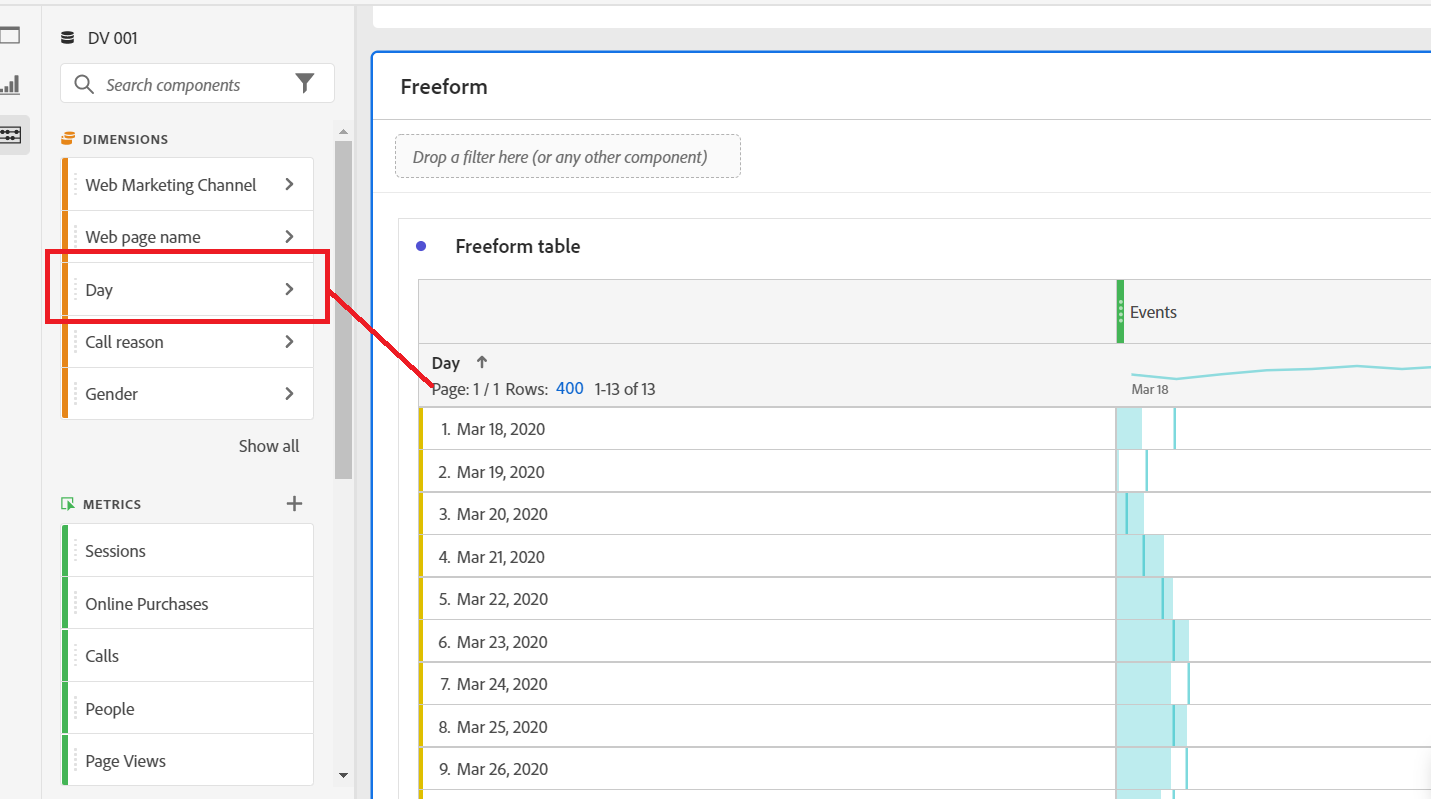 DV 001
Search components
DIMENSIONS
Web Marketing Channel
Web page name
Day
Call reason
Gender
Show all
METRICS
Sessions
Online Purchases
Calls
People
Page Views
Freeform
Drop a filter here (or any other component)
Freeform table
Events
Day
Page: 1 / 1 Rows: 400 1-13 of 13
Mar 18
1. Mar 18, 2020
2. Mar 19, 2020
3. Mar 20, 2020
4. Mar 21, 2020
5. Mar 22, 2020
6. Mar 23, 2020
7. Mar 24, 2020
8. Mar 25, 2020
9. Mar 26, 2020